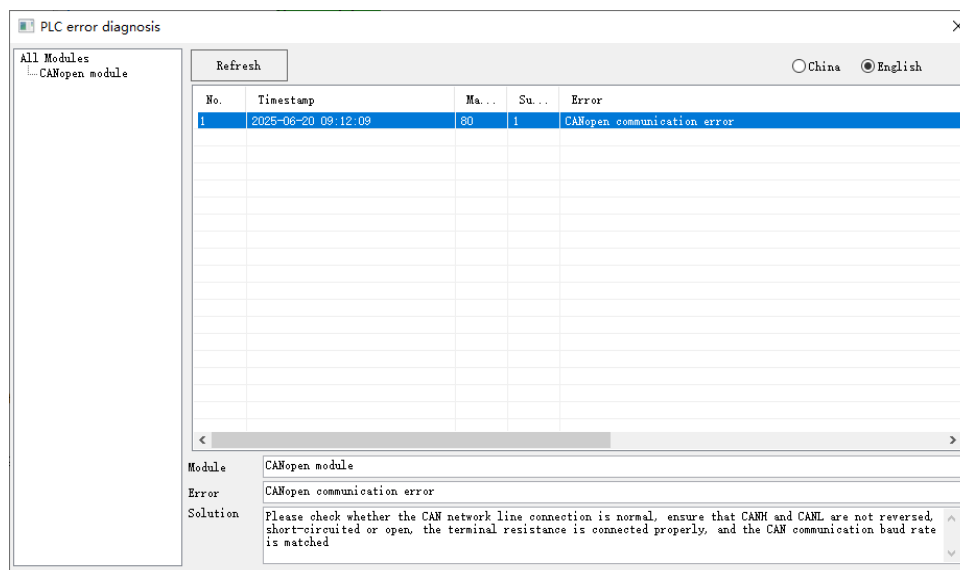 PLC error diagnosis
All Modules
CANopen module
Refresh
China
English
No. Timestamp Ma... Su... Error
1 2025-06-20 09:12:09 80 1 CANopen communication error
Module CANopen module
Error CANopen communication error
Solution Please check whether the CAN network line connection is normal, ensure that CANH and CANL are not reversed,
short-circuited or open, the terminal resistance is connected properly, and the CAN communication baud rate
is matched